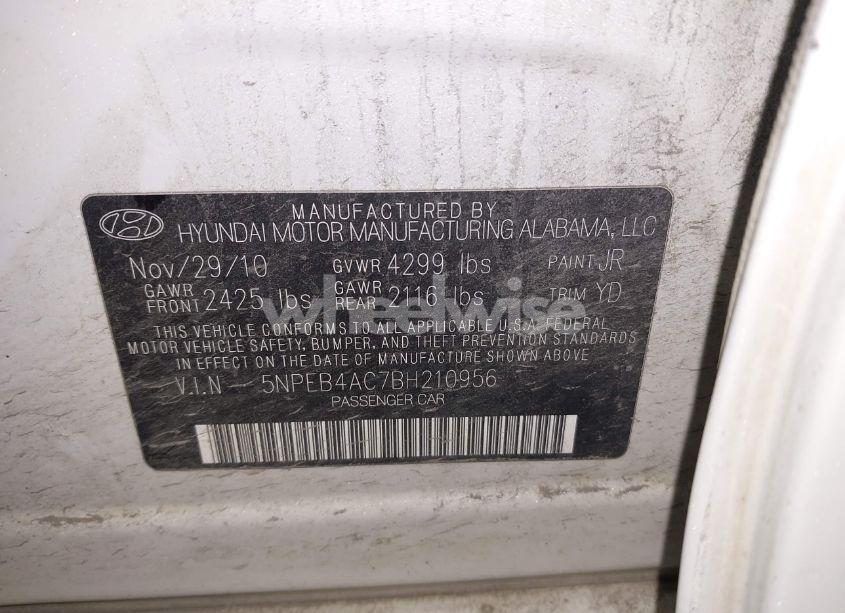 MANUFACTURED BY
HYUNDAI MOTOR MANUFACTURING ALABAMA, LLC
Nov/29/10 GVWR 4299 lbs PAINT JR
GAWR FRONT 2425 lbs GAWR REAR 2116 lbs TRIM YD
wheelwise
THIS VEHICLE CONFORMS TO ALL APPLICABLE U.S.A. FEDERAL
MOTOR VEHICLE SAFETY, BUMPER, AND THEFT PREVENTION STANDARDS
IN EFFECT ON THE DATE OF MANUFACTURE SHOWN ABOVE
V.I.N 5NPEB4AC7BH210956
PASSENGER CAR